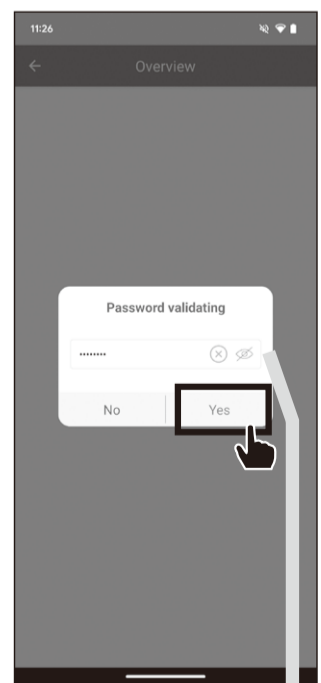 11:26
Overview
Password validating
••••••••
No
Yes